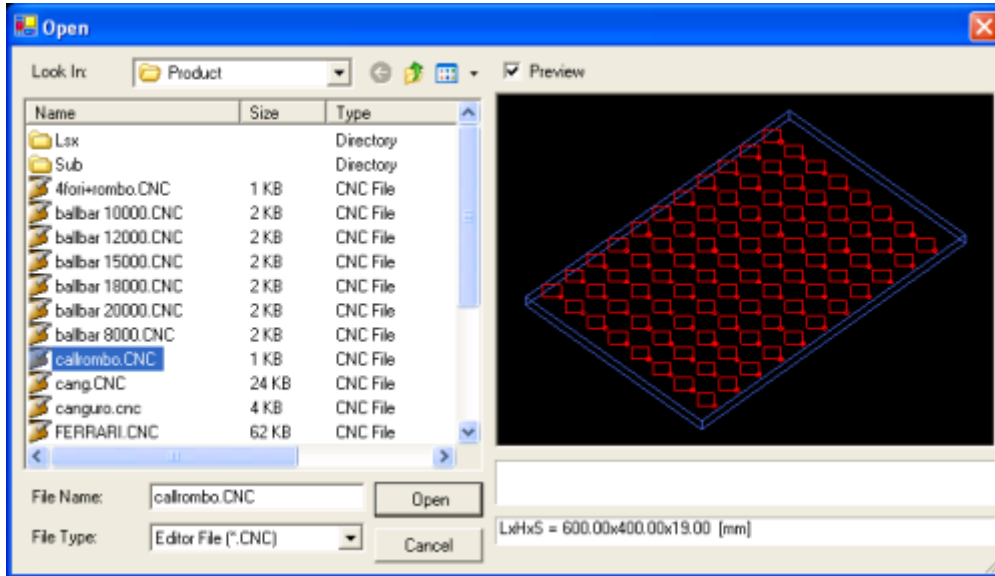 Open
Look In: Product Preview
Name Size Type
Lsx Directory
Sub Directory
4fori+rombo.CNC 1 KB CNC File
ballbar 10000.CNC 2 KB CNC File
ballbar 12000.CNC 2 KB CNC File
ballbar 15000.CNC 2 KB CNC File
ballbar 18000.CNC 2 KB CNC File
ballbar 20000.CNC 2 KB CNC File
ballbar 8000.CNC 2 KB CNC File
callrombo.CNC 1 KB CNC File
cang.CNC 24 KB CNC File
canguro.cnc 4 KB CNC File
FERRARI.CNC 62 KB CNC File
File Name: callrombo.CNC Open
File Type: Editor File (*.CNC) Cancel
LxHxS = 600.00x400.00x19.00 [mm]